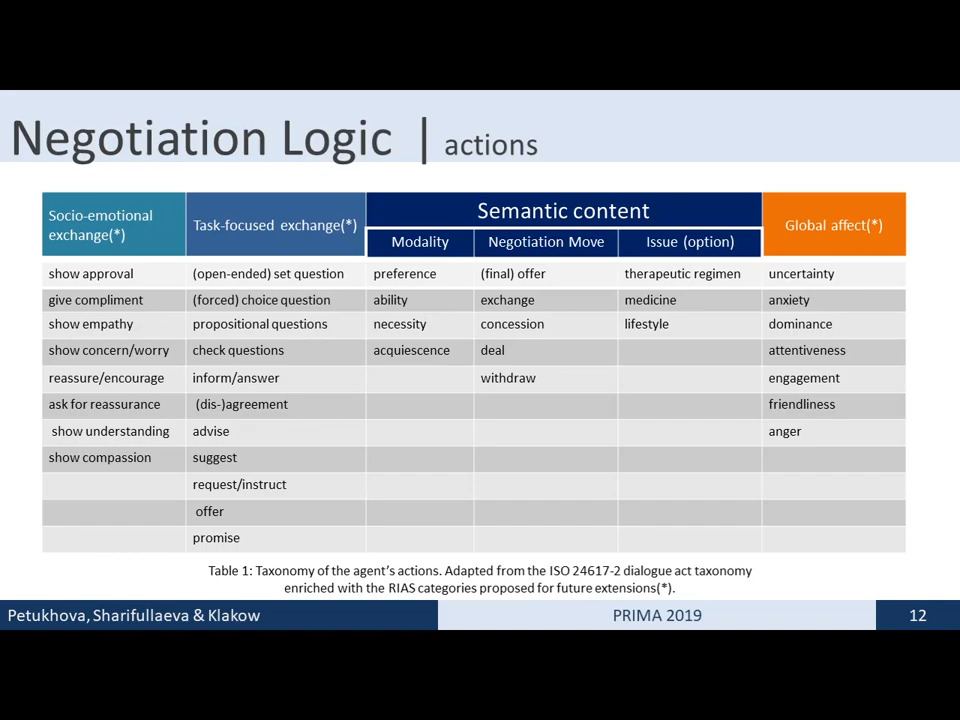 Negotiation Logic | actions
Socio-emotional exchange(*) Task-focused exchange(*) Semantic content Global affect(*)
Modality Negotiation Move Issue (option)
show approval (open-ended) set question preference (final) offer therapeutic regimen uncertainty
give compliment (forced) choice question ability exchange medicine anxiety
show empathy propositional questions necessity concession lifestyle dominance
show concern/worry check questions acquiescence deal attentiveness
reassure/encourage inform/answer withdraw engagement
ask for reassurance (dis-)agreement friendliness
show understanding advise anger
show compassion suggest
request/instruct
offer
promise
Table 1: Taxonomy of the agent's actions. Adapted from the ISO 24617-2 dialogue act taxonomy
enriched with the RIAS categories proposed for future extensions(*).
Petukhova, Sharifullaeva & Klakow PRIMA 2019 12